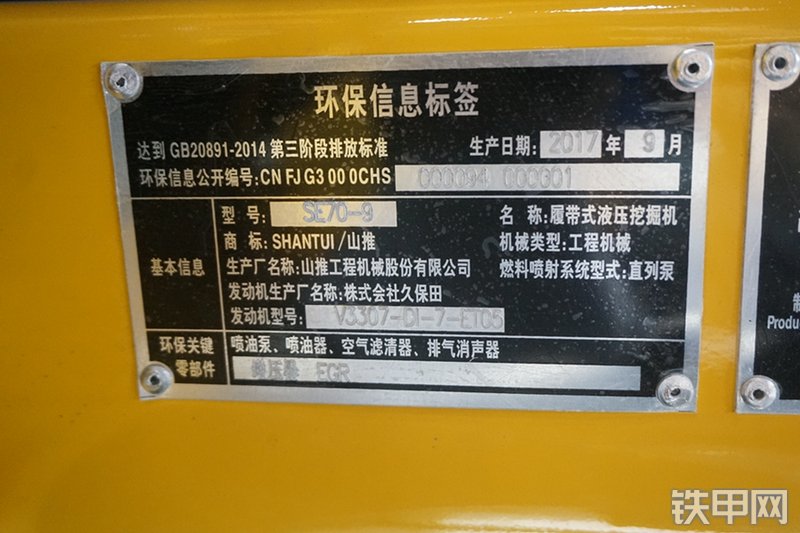 环保信息标签
达到 GB20891-2014 第三阶段排放标准 生产日期: 2017 年 9 月
环保信息公开编号:CN FJ G3 00 0CHS 000094 000001
型 号: SE70-9 名 称:履带式液压挖掘机
商 标:SHANTUI/山推 机械类型:工程机械
基本信息 生产厂名称:山推工程机械股份有限公司 燃料喷射系统型式:直列泵
发动机生产厂名称:株式会社久保田
发动机型号: V3307-DI-7-ET05
环保关键零部件 喷油泵、喷油器、空气滤清器、排气消声器
EGR
制
Produ
铁甲网